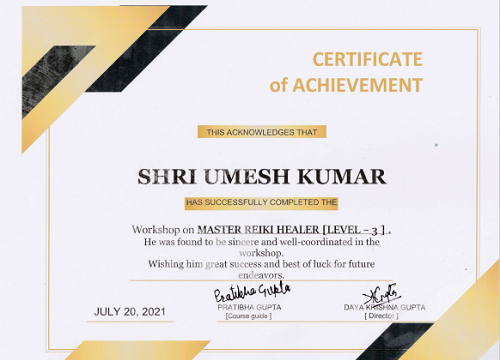 CERTIFICATE
of ACHIEVEMENT
THIS ACKNOWLEDGES THAT
SHRI UMESH KUMAR
HAS SUCCESSFULLY COMPLETED THE
Workshop on MASTER REIKI HEALER [LEVEL – 3 ] .
He was found to be sincere and well-coordinated in the
workshop.
Wishing him great success and best of luck for future
endeavors.
Pratibha Gupta
JULY 20, 2021
PRATIBHA GUPTA
[Course guide ]
DAYA KRISHNA GUPTA
[ Director ]